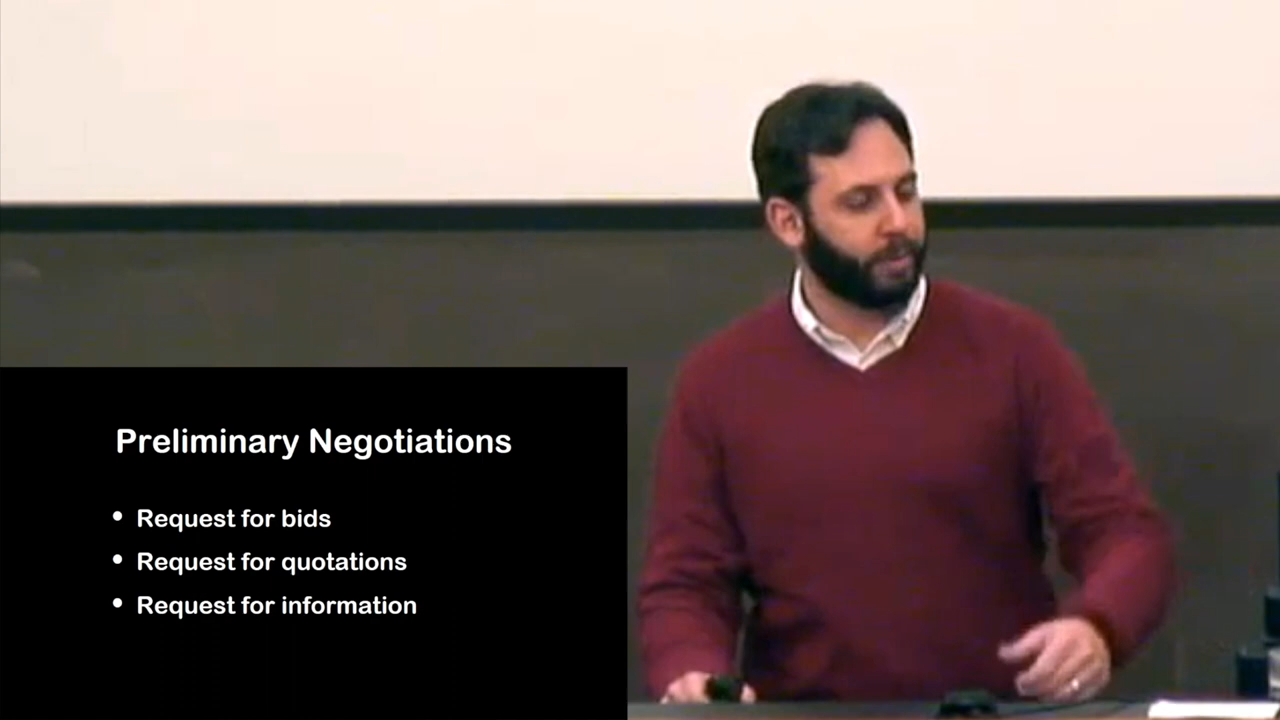 Preliminary Negotiations
• Request for bids
• Request for quotations
• Request for information